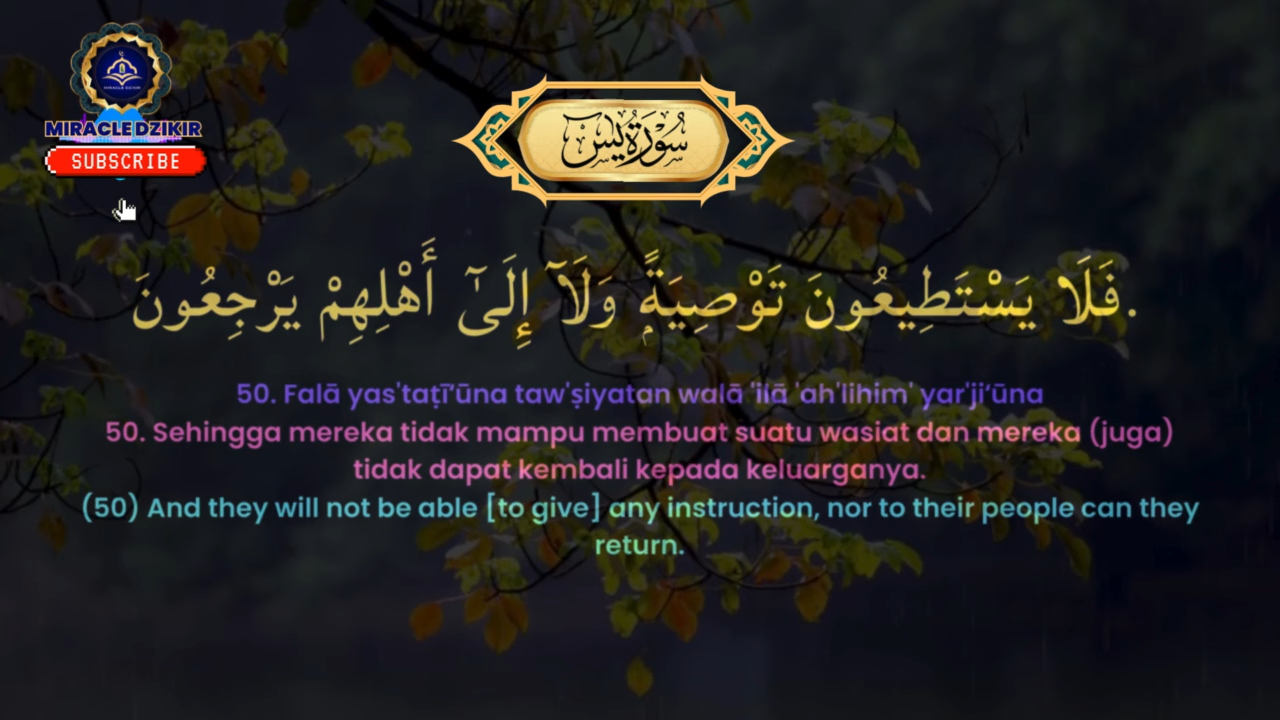 MIRACLE DZIKIR
SUBSCRIBE
سُورَةُ يٰسٓ
فَلَا يَسْتَطِيعُونَ تَوْصِيَةًۭ وَلَآ إِلَىٰٓ أَهْلِهِمْ يَرْجِعُونَ.
50. Falā yas'taṭī‘ūna taw'ṣiyatan walā 'ilā 'ah'lihim' yar'ji‘ūna
50. Sehingga mereka tidak mampu membuat suatu wasiat dan mereka (juga)
tidak dapat kembali kepada keluarganya.
(50) And they will not be able [to give] any instruction, nor to their people can they
return.